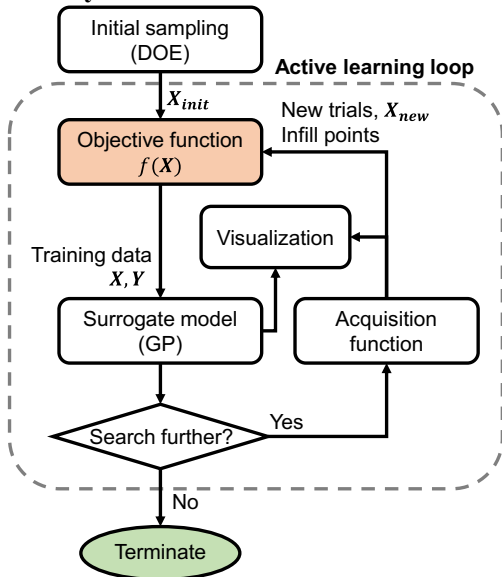 Initial sampling
(DOE)
Active learning loop
X_init
New trials, X_new
Infill points
Objective function
f(X)
Visualization
Training data
X, Y
Surrogate model
(GP)
Acquisition
function
Search further?
Yes
No
Terminate